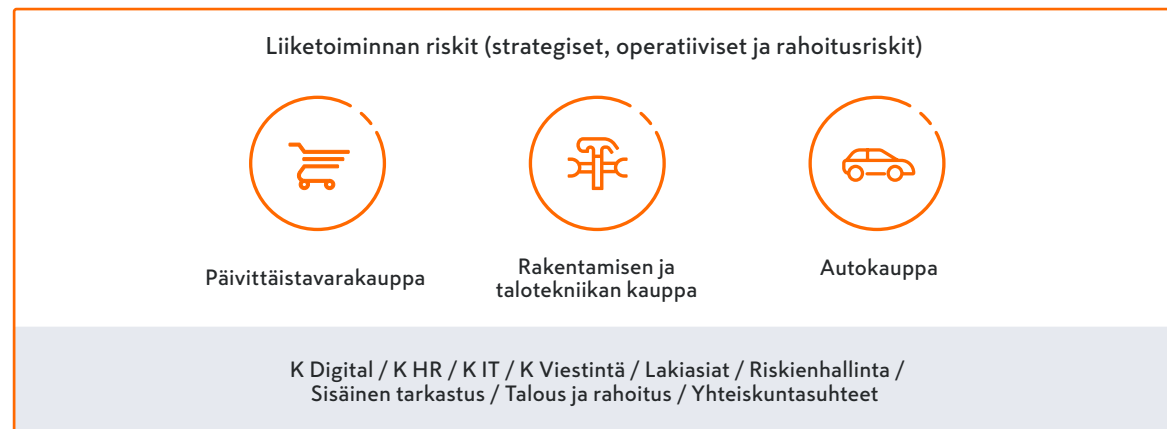 Liiketoiminnan riskit (strategiset, operatiiviset ja rahoitusriskit)
Päivittäistavarakauppa
Rakentamisen ja
talotekniikan kauppa
Autokauppa
K Digital / K HR / K IT / K Viestintä / Lakiasiat / Riskienhallinta /
Sisäinen tarkastus / Talous ja rahoitus / Yhteiskuntasuhteet